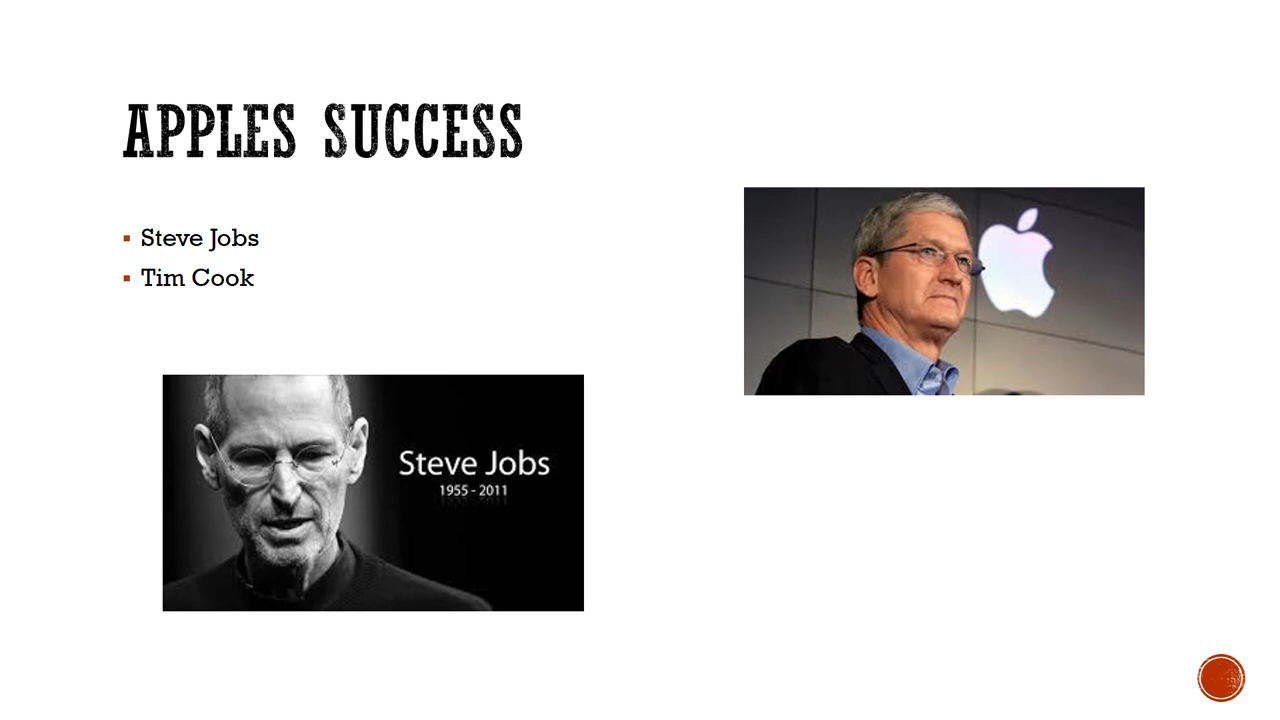 APPLES SUCCESS
Steve Jobs
Tim Cook
Steve Jobs
1955 - 2011